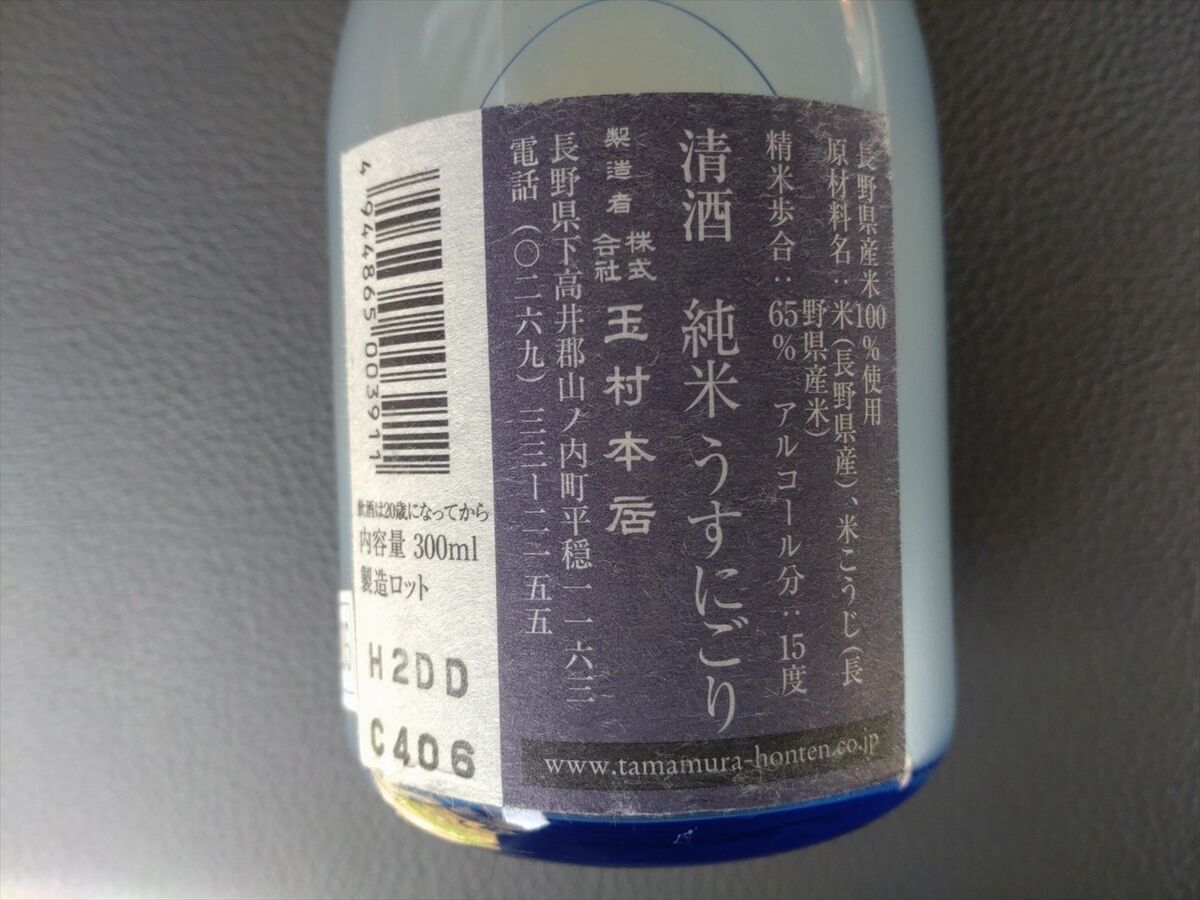 長野県産米100%使用
原材料名:米(長野県産)、米こうじ(長
野県産米)
精米歩合:65% アルコール分:15度
清酒 純米 うすにごり
製造者 株式会社 玉村本店
長野県下高井郡山ノ内町平穏一一六三
電話(〇二六九)三三ー二一五五
www.tamamura-honten.co.jp
4944865003911
飲酒は20歳になってから
内容量 300ml
製造ロット
H2DD
C406